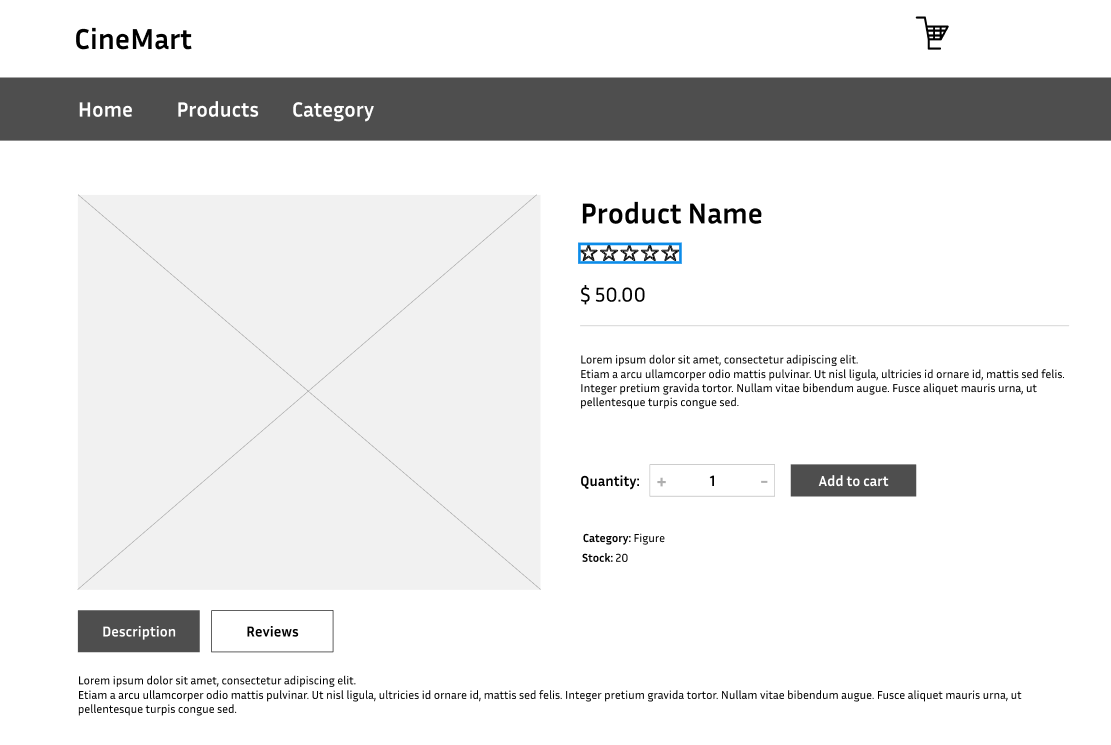 CineMart
Home Products Category
Product Name
$ 50.00
Lorem ipsum dolor sit amet, consectetur adipiscing elit.
Etiam a arcu ullamcorper odio mattis pulvinar. Ut nisl ligula, ultricies id ornare id, mattis sed felis.
Integer pretium gravida tortor. Nullam vitae bibendum augue. Fusce aliquet mauris urna, ut
pellentesque turpis congue sed.
Quantity: + 1 - Add to cart
Category: Figure
Stock: 20
Description Reviews
Lorem ipsum dolor sit amet, consectetur adipiscing elit.
Etiam a arcu ullamcorper odio mattis pulvinar. Ut nisl ligula, ultricies id ornare id, mattis sed felis. Integer pretium gravida tortor. Nullam vitae bibendum augue. Fusce aliquet mauris urna, ut
pellentesque turpis congue sed.